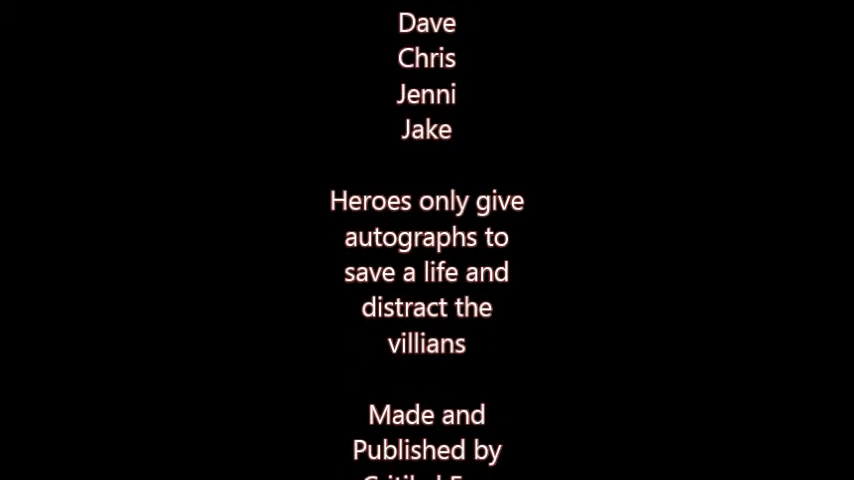 Dave
Chris
Jenni
Jake
Heroes only give
autographs to
save a life and
distract the
villians
Made and
Published by